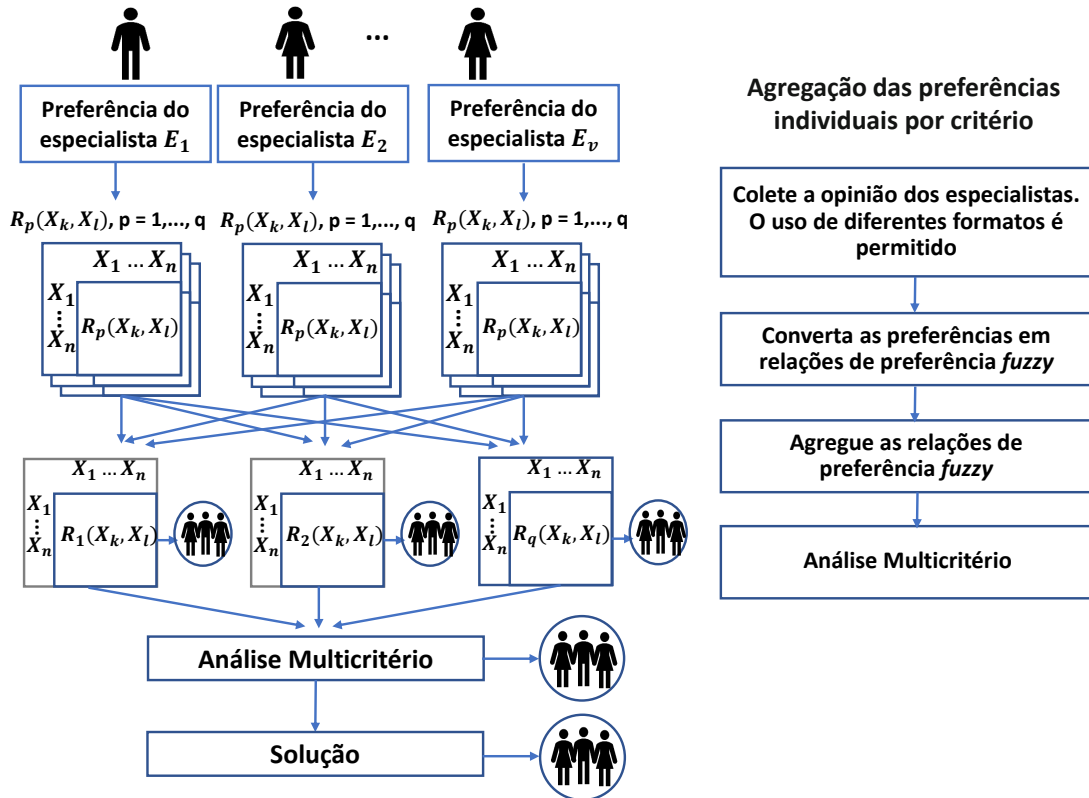 ...
Preferência do
especialista E₁
Preferência do
especialista E₂
Preferência do
especialista Eᵥ
Rₚ(Xₖ, Xₗ), p = 1,..., q
Rₚ(Xₖ, Xₗ), p = 1,..., q
Rₚ(Xₖ, Xₗ), p = 1,..., q
X₁ ... Xₙ
X₁
⋮
Xₙ
Rₚ(Xₖ, Xₗ)
X₁ ... Xₙ
X₁
⋮
Xₙ
Rₚ(Xₖ, Xₗ)
X₁ ... Xₙ
X₁
⋮
Xₙ
Rₚ(Xₖ, Xₗ)
X₁ ... Xₙ
X₁
⋮
Xₙ
R₁(Xₖ, Xₗ)
X₁ ... Xₙ
X₁
⋮
Xₙ
R₂(Xₖ, Xₗ)
X₁ ... Xₙ
X₁
⋮
Xₙ
R_q(Xₖ, Xₗ)
Análise Multicritério
Solução
Agregação das preferências
individuais por critério
Colete a opinião dos especialistas.
O uso de diferentes formatos é
permitido
Converta as preferências em
relações de preferência fuzzy
Agregue as relações de
preferência fuzzy
Análise Multicritério